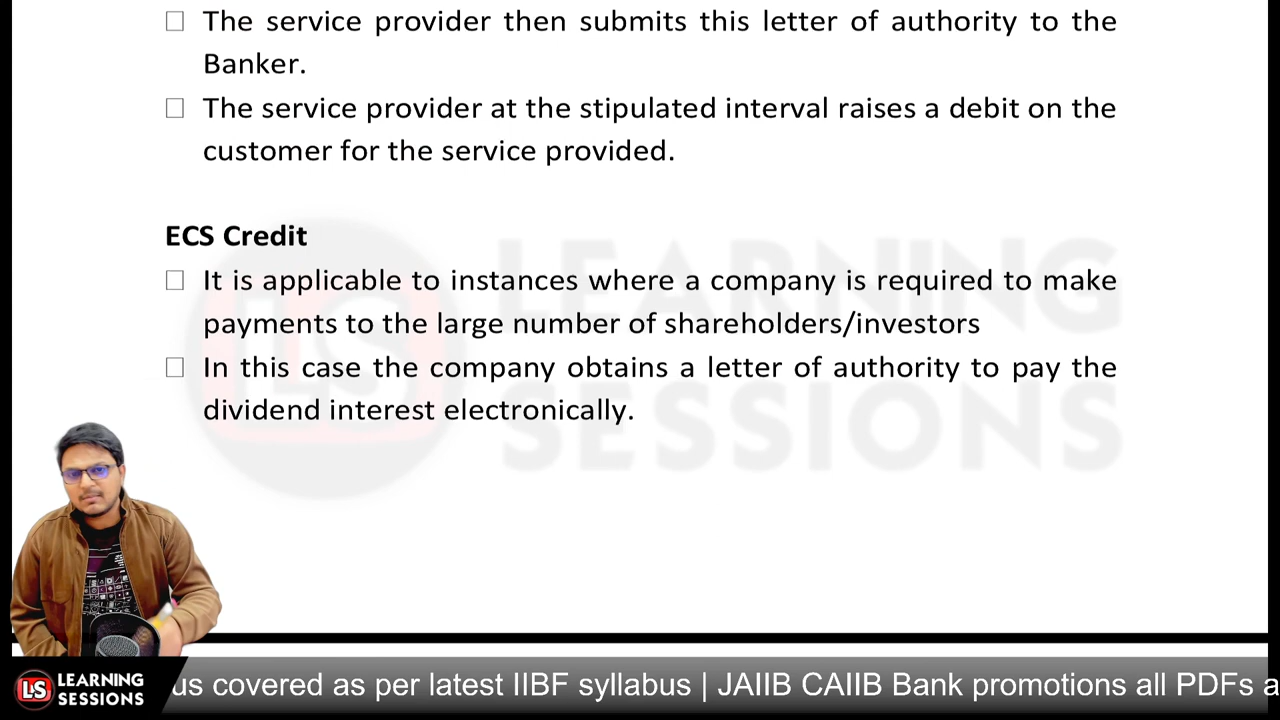 ☐ The service provider then submits this letter of authority to the
Banker.
☐ The service provider at the stipulated interval raises a debit on the
customer for the service provided.
ECS Credit
☐ It is applicable to instances where a company is required to make
payments to the large number of shareholders/investors
☐ In this case the company obtains a letter of authority to pay the
dividend interest electronically.
LS LEARNING
SESSIONS
LS LEARNING
SESSIONS
us covered as per latest IIBF syllabus | JAIIB CAIIB Bank promotions all PDFs a